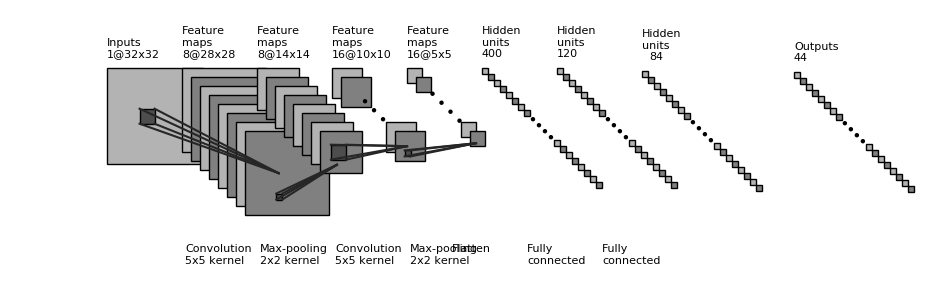 Inputs
1@32x32
Feature
maps
8@28x28
Feature
maps
8@14x14
Feature
maps
16@10x10
Feature
maps
16@5x5
Hidden
units
400
Hidden
units
120
Hidden
units
84
Outputs
44
Convolution
5x5 kernel
Max-pooling
2x2 kernel
Convolution
5x5 kernel
Max-pooling
2x2 kernel
Flatten
Fully
connected
Fully
connected